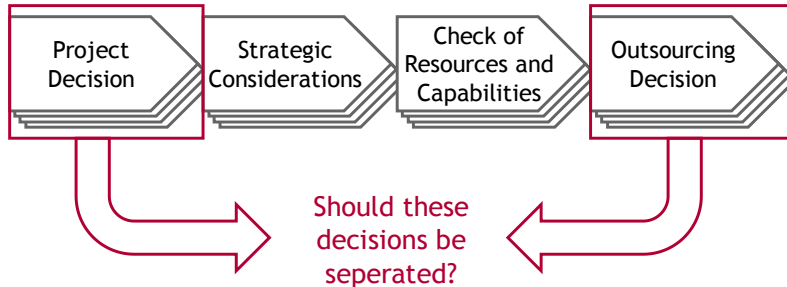 Project
Decision
Strategic
Considerations
Check of
Resources and
Capabilities
Outsourcing
Decision
Should these
decisions be
seperated?